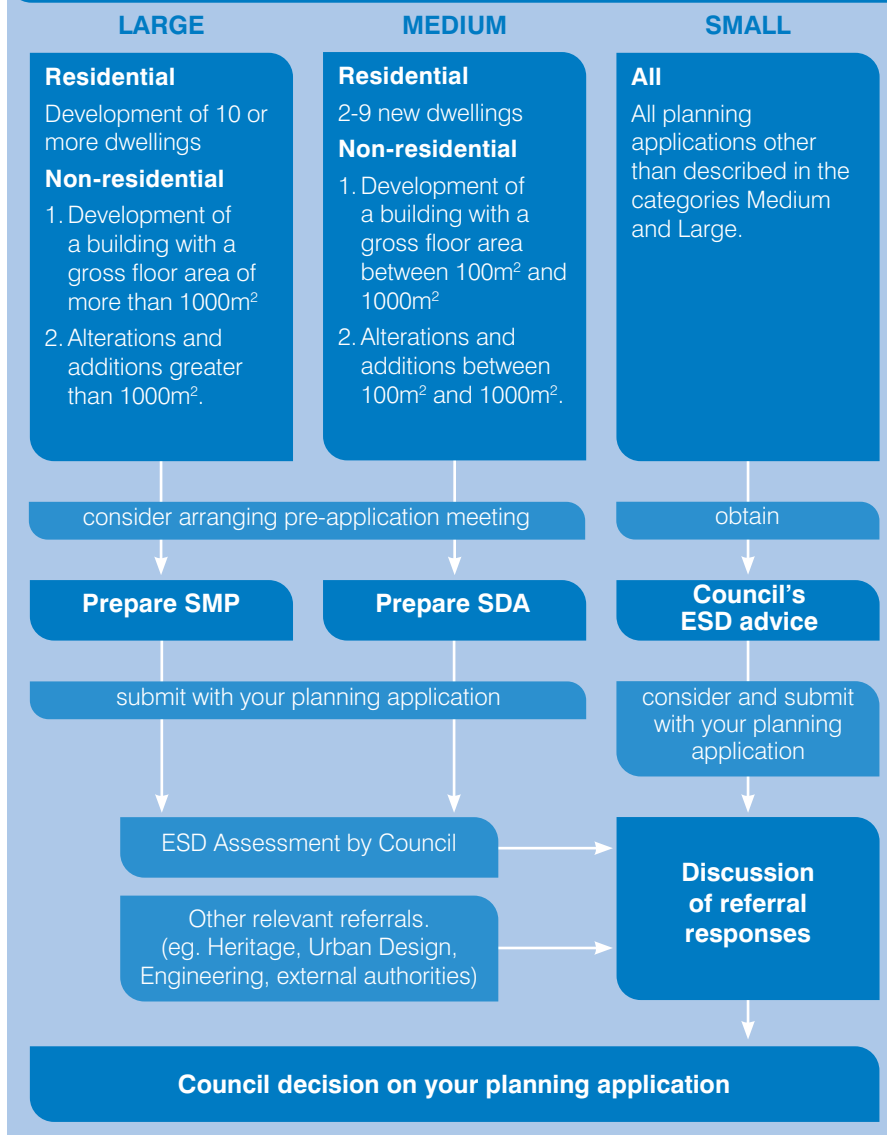 LARGE
MEDIUM
SMALL
Residential
Development of 10 or
more dwellings
Non-residential
1. Development of
a building with a
gross floor area of
more than 1000m²
2. Alterations and
additions greater
than 1000m².
Residential
2-9 new dwellings
Non-residential
1. Development of
a building with a
gross floor area
between 100m² and
1000m²
2. Alterations and
additions between
100m² and 1000m².
All
All planning
applications other
than described in the
categories Medium
and Large.
consider arranging pre-application meeting
obtain
Prepare SMP
Prepare SDA
Council's
ESD advice
submit with your planning application
consider and submit
with your planning
application
ESD Assessment by Council
Other relevant referrals.
(eg. Heritage, Urban Design,
Engineering, external authorities)
Discussion
of referral
responses
Council decision on your planning application